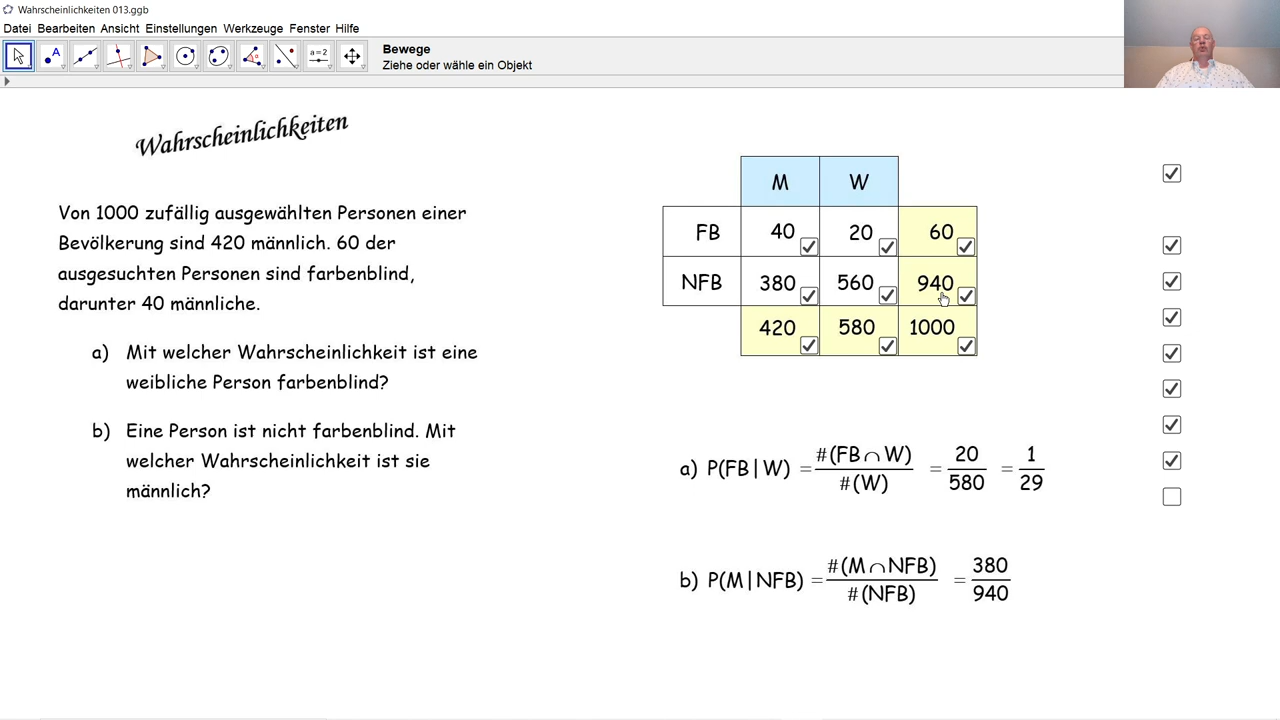 Wahrscheinlichkeiten 013.ggb
Datei Bearbeiten Ansicht Einstellungen Werkzeuge Fenster Hilfe
A
a=2
Bewege
Ziehe oder wähle ein Objekt
Wahrscheinlichkeiten
Von 1000 zufällig ausgewählten Personen einer
Bevölkerung sind 420 männlich. 60 der
ausgesuchten Personen sind farbenblind,
darunter 40 männliche.
a) Mit welcher Wahrscheinlichkeit ist eine
weibliche Person farbenblind?
b) Eine Person ist nicht farbenblind. Mit
welcher Wahrscheinlichkeit ist sie
männlich?
M W
FB 40 20 60
NFB 380 560 940
420 580 1000
a) P(FB|W) = #(FB∩W)/#(W) = 20/580 = 1/29
b) P(M|NFB) = #(M∩NFB)/#(NFB) = 380/940